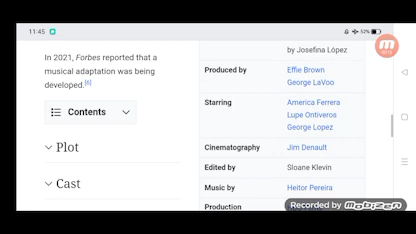 11:45
52%
In 2021, Forbes reported that a
musical adaptation was being
developed.[6]
Contents
Plot
Cast
by Josefina López
Produced by Effie Brown
George LaVoo
Starring America Ferrera
Lupe Ontiveros
George Lopez
Cinematography Jim Denault
Edited by Sloane Klevin
Music by Heitor Pereira
Production
Recorded by mobizen